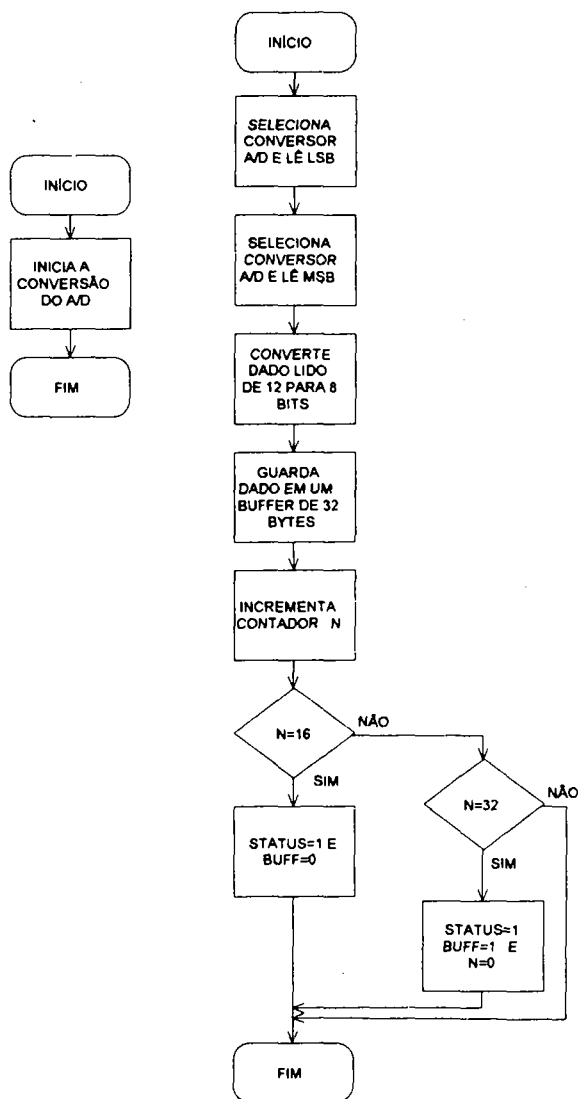 INÍCIO
INICIA A
CONVERSÃO
DO A/D
FIM
INÍCIO
SELECIONA
CONVERSOR
A/D E LÊ LSB
SELECIONA
CONVERSOR
A/D E LÊ MSB
CONVERTE
DADO LIDO
DE 12 PARA 8
BITS
GUARDA
DADO EM UM
BUFFER DE 32
BYTES
INCREMENTA
CONTADOR N
N=16
NÃO
SIM
N=32
NÃO
SIM
STATUS=1 E
BUFF=0
STATUS=1
BUFF=1 E
N=0
FIM